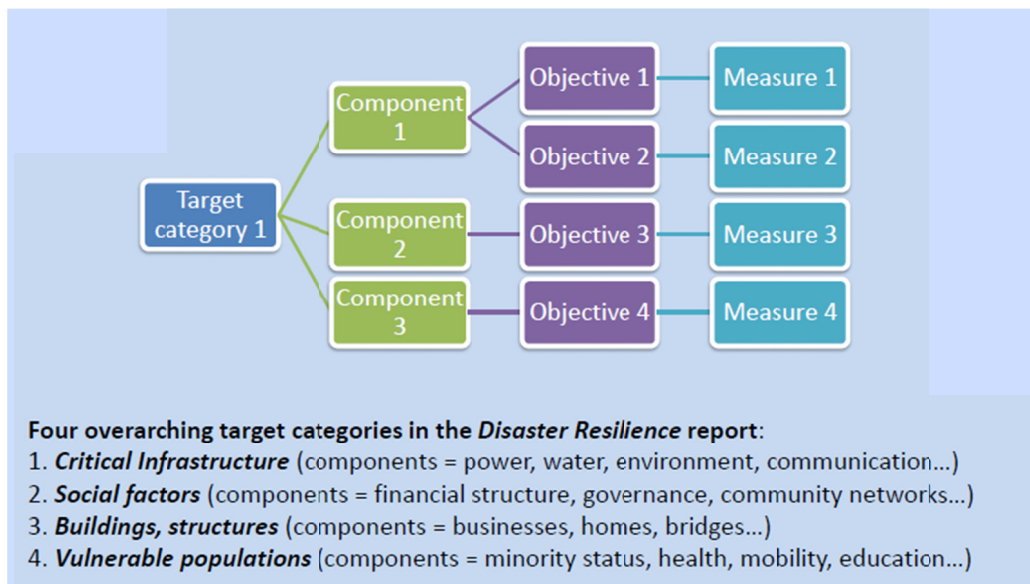 Target
category 1
Component
1
Component
2
Component
3
Objective 1
Objective 2
Objective 3
Objective 4
Measure 1
Measure 2
Measure 3
Measure 4
Four overarching target categories in the Disaster Resilience report:
1. Critical Infrastructure (components = power, water, environment, communication...)
2. Social factors (components = financial structure, governance, community networks...)
3. Buildings, structures (components = businesses, homes, bridges...)
4. Vulnerable populations (components = minority status, health, mobility, education...)